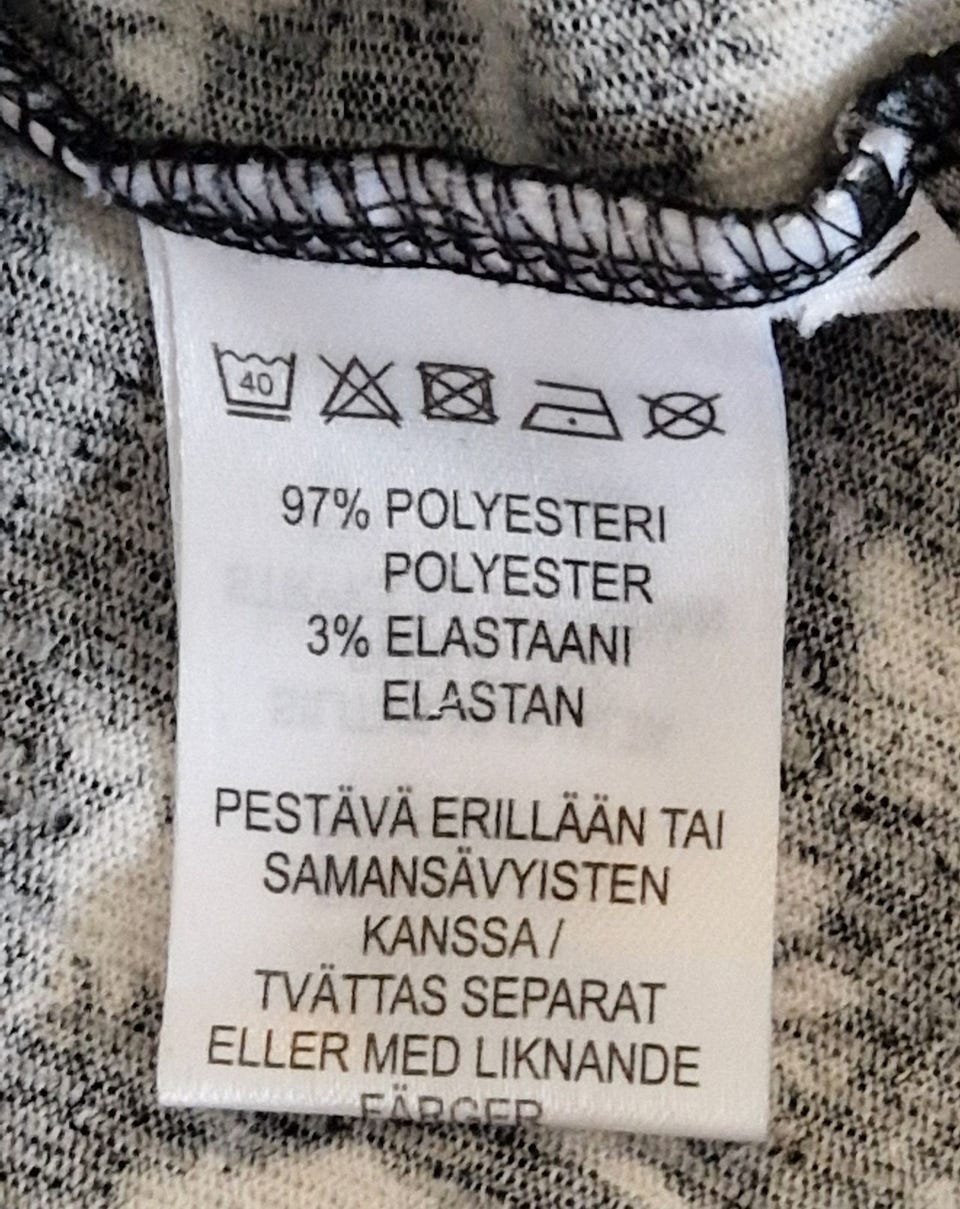 40
97% POLYESTERI
POLYESTER
3% ELASTAANI
ELASTAN
PESTÄVÄ ERILLÄÄN TAI
SAMANSÄVYISTEN
KANSSA /
TVÄTTAS SEPARAT
ELLER MED LIKNANDE
FÄRGER